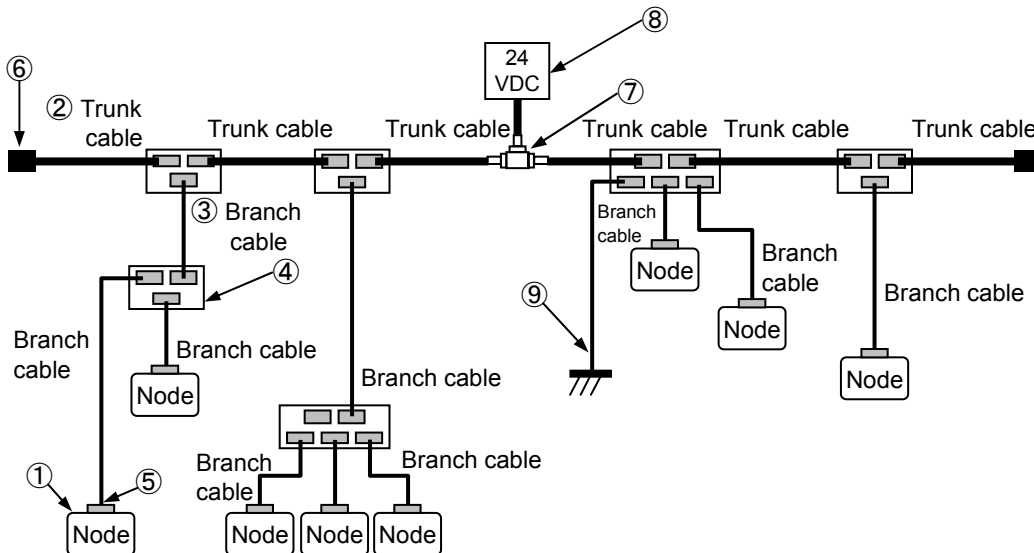 ⑧
24
VDC
⑥
⑦
② Trunk
cable
Trunk cable
Trunk cable
Trunk cable
Trunk cable
Trunk cable
③ Branch
cable
Branch
cable
Node
Branch
cable
Node
④
⑨
Branch cable
Branch
cable
Branch cable
Node
Branch cable
Node
Branch
cable
Branch cable
①
⑤
Node
Node
Node
Node